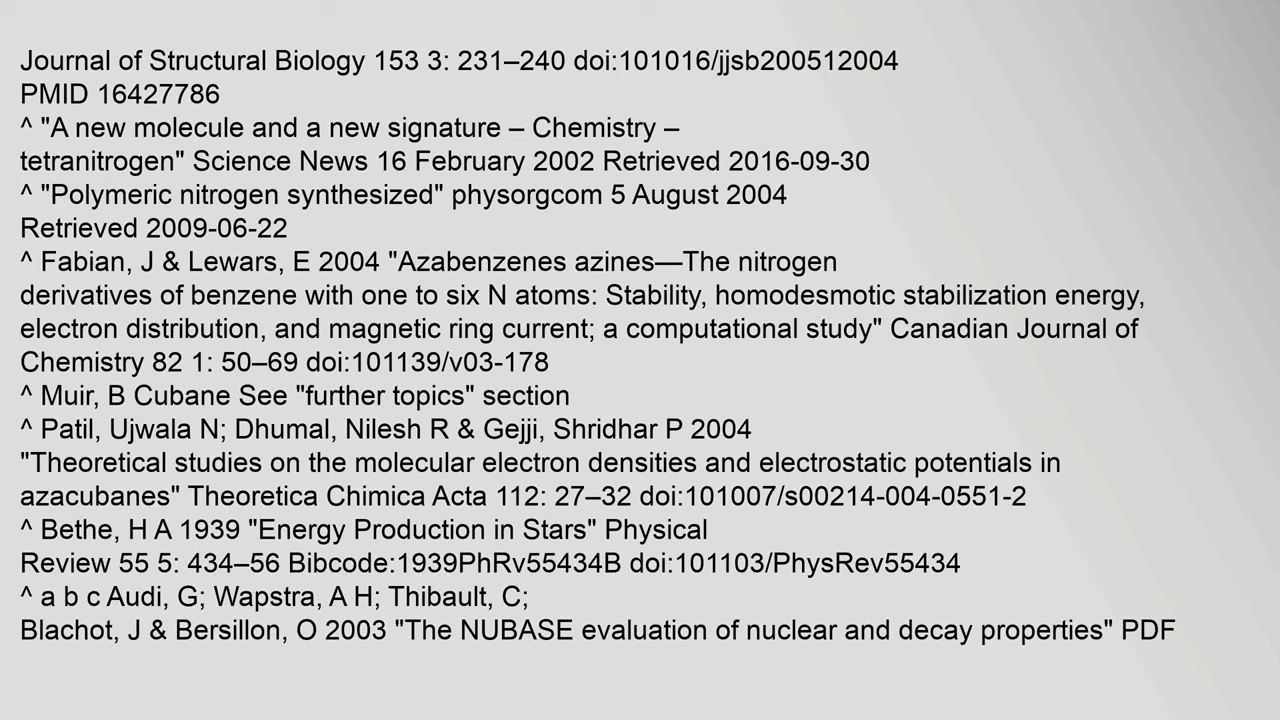 Journal of Structural Biology 153 3: 231–240 doi:101016/jjsb200512004
PMID 16427786
^ "A new molecule and a new signature – Chemistry –
tetranitrogen" Science News 16 February 2002 Retrieved 2016-09-30
^ "Polymeric nitrogen synthesized" physorgcom 5 August 2004
Retrieved 2009-06-22
^ Fabian, J & Lewars, E 2004 "Azabenzenes azines—The nitrogen
derivatives of benzene with one to six N atoms: Stability, homodesmotic stabilization energy,
electron distribution, and magnetic ring current; a computational study" Canadian Journal of
Chemistry 82 1: 50–69 doi:101139/v03-178
^ Muir, B Cubane See "further topics" section
^ Patil, Ujwala N; Dhumal, Nilesh R & Gejji, Shridhar P 2004
"Theoretical studies on the molecular electron densities and electrostatic potentials in
azacubanes" Theoretica Chimica Acta 112: 27–32 doi:101007/s00214-004-0551-2
^ Bethe, H A 1939 "Energy Production in Stars" Physical
Review 55 5: 434–56 Bibcode:1939PhRv55434B doi:101103/PhysRev55434
^ a b c Audi, G; Wapstra, A H; Thibault, C;
Blachot, J & Bersillon, O 2003 "The NUBASE evaluation of nuclear and decay properties" PDF